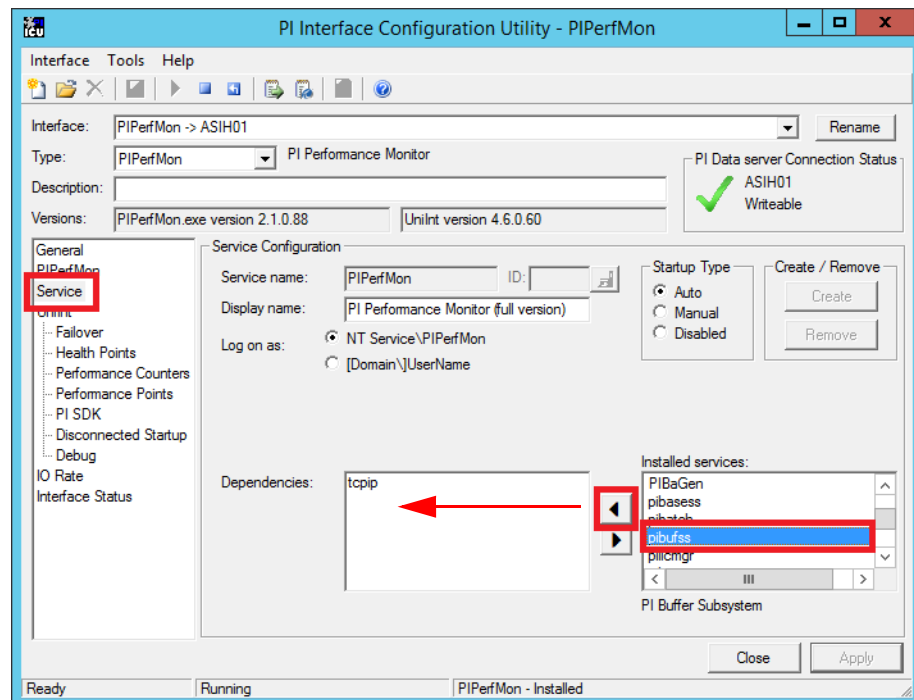 PI ICU
PI Interface Configuration Utility - PIPerfMon
Interface Tools Help
Interface: PIPerfMon -> ASIH01 Rename
Type: PIPerfMon PI Performance Monitor
PI Data server Connection Status
ASIH01
Writeable
Description:
Versions: PIPerfMon.exe version 2.1.0.88 UniInt version 4.6.0.60
General
PIPerfMon
Service
UniInt
Failover
Health Points
Performance Counters
Performance Points
PI SDK
Disconnected Startup
Debug
IO Rate
Interface Status
Service Configuration
Service name: PIPerfMon ID:
Display name: PI Performance Monitor (full version)
Log on as: NT Service\PIPerfMon
[Domain\]UserName
Startup Type
Auto
Manual
Disabled
Create / Remove
Create
Remove
Dependencies: tcpip
Installed services:
PIBaGen
pibasess
pibatch
pibufss
pilicmgr
PI Buffer Subsystem
Close Apply
Ready Running PIPerfMon - Installed